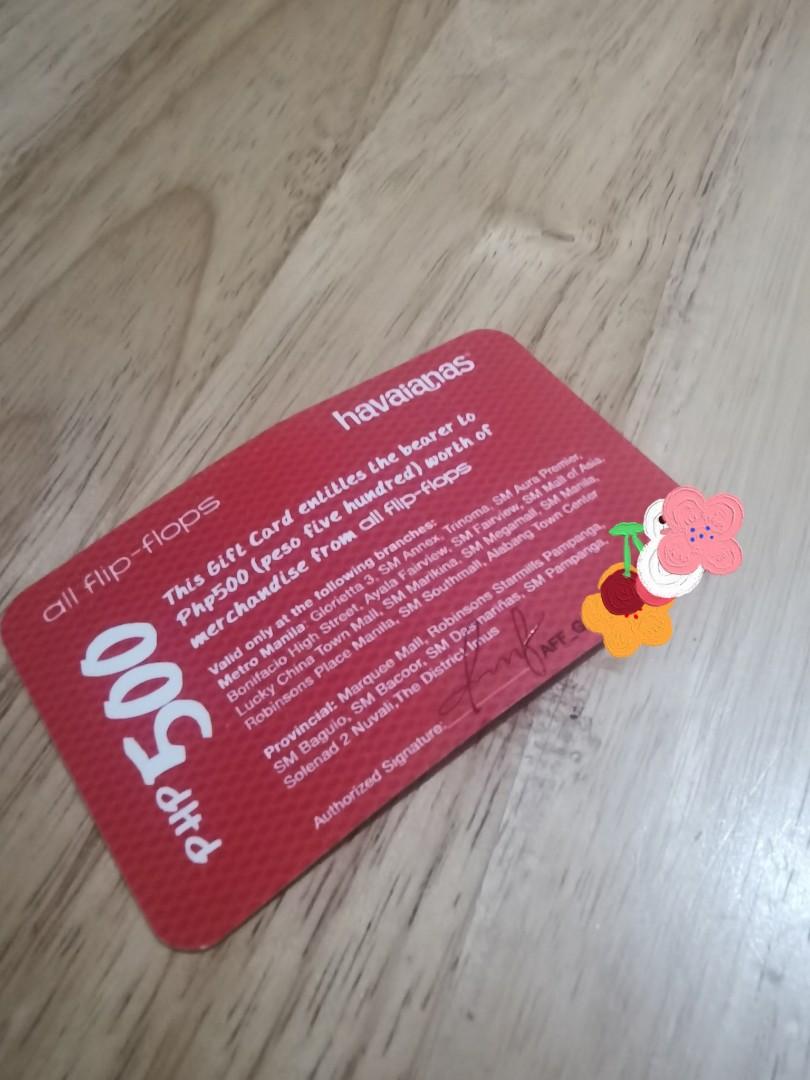 havaianas
all flip-flops
PHP 500
This Gift Card entitles the bearer to
Php500 (peso five hundred) worth of
merchandise from all flip-flops
Valid only at the following branches:
Metro Manila: Glorietta 3, SM Annex, Trinoma, SM Aura Premier,
Bonifacio High Street, Ayala Fairview, SM Fairview, SM Mall of Asia,
Lucky China Town Mall, SM Marikina, SM Megamall, SM Manila,
Robinsons Place Manila, SM Southmall, Alabang Town Center
Provincial: Marquee Mall, Robinsons Starmills Pampanga,
SM Baguio, SM Bacoor, SM Dasmariñas, SM Pampanga,
Solenad 2 Nuvali,The District Imus
Authorized Signature:
AFF_G